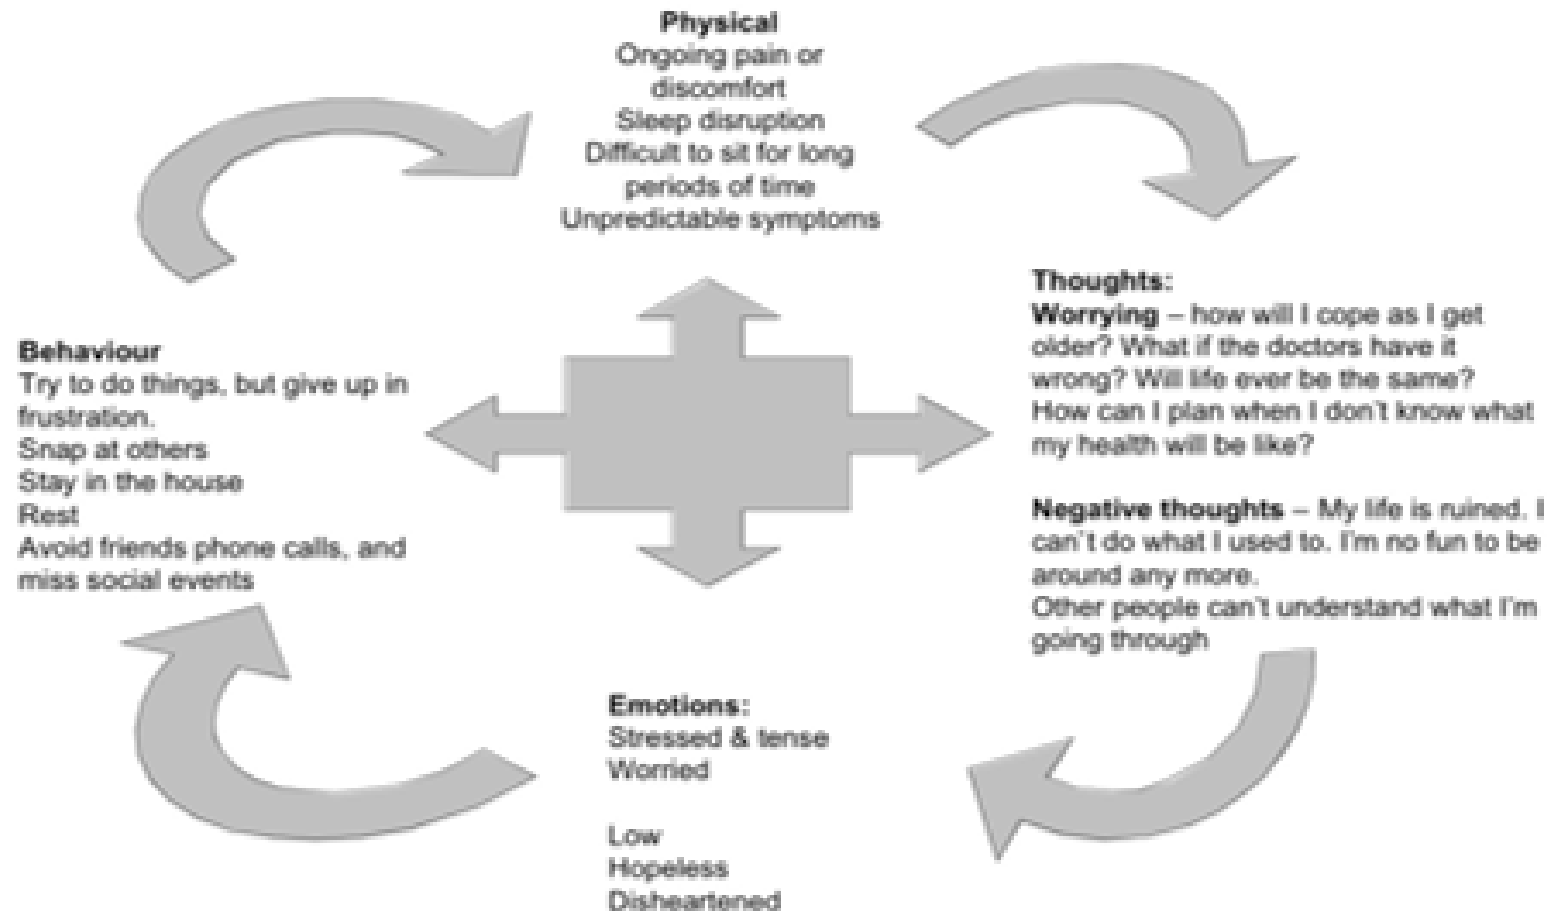 Physical
Ongoing pain or
discomfort
Sleep disruption
Difficult to sit for long
periods of time
Unpredictable symptoms
Thoughts:
Worrying – how will I cope as I get
older? What if the doctors have it
wrong? Will life ever be the same?
How can I plan when I don't know what
my health will be like?
Negative thoughts – My life is ruined. I
can't do what I used to. I'm no fun to be
around any more.
Other people can't understand what I'm
going through
Emotions:
Stressed & tense
Worried
Low
Hopeless
Disheartened
Behaviour
Try to do things, but give up in
frustration.
Snap at others
Stay in the house
Rest
Avoid friends phone calls, and
miss social events